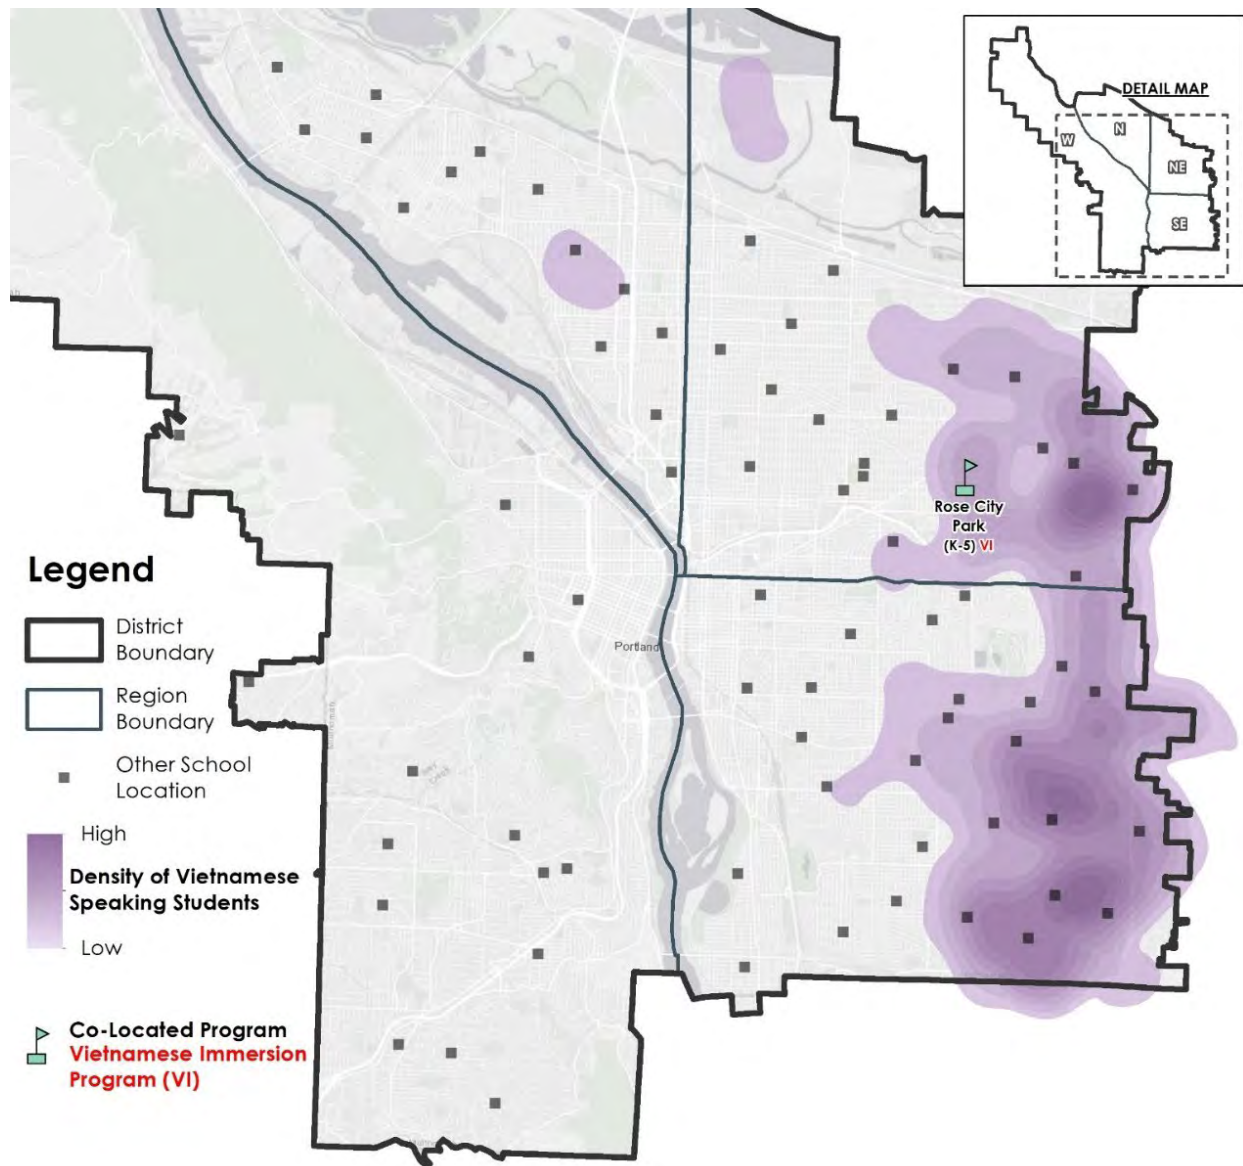 DETAIL MAP
N
W
NE
SE
Rose City
Park
(K-5) VI
Portland
Legend
District
Boundary
Region
Boundary
Other School
Location
High
Density of Vietnamese
Speaking Students
Low
Co-Located Program
Vietnamese Immersion
Program (VI)